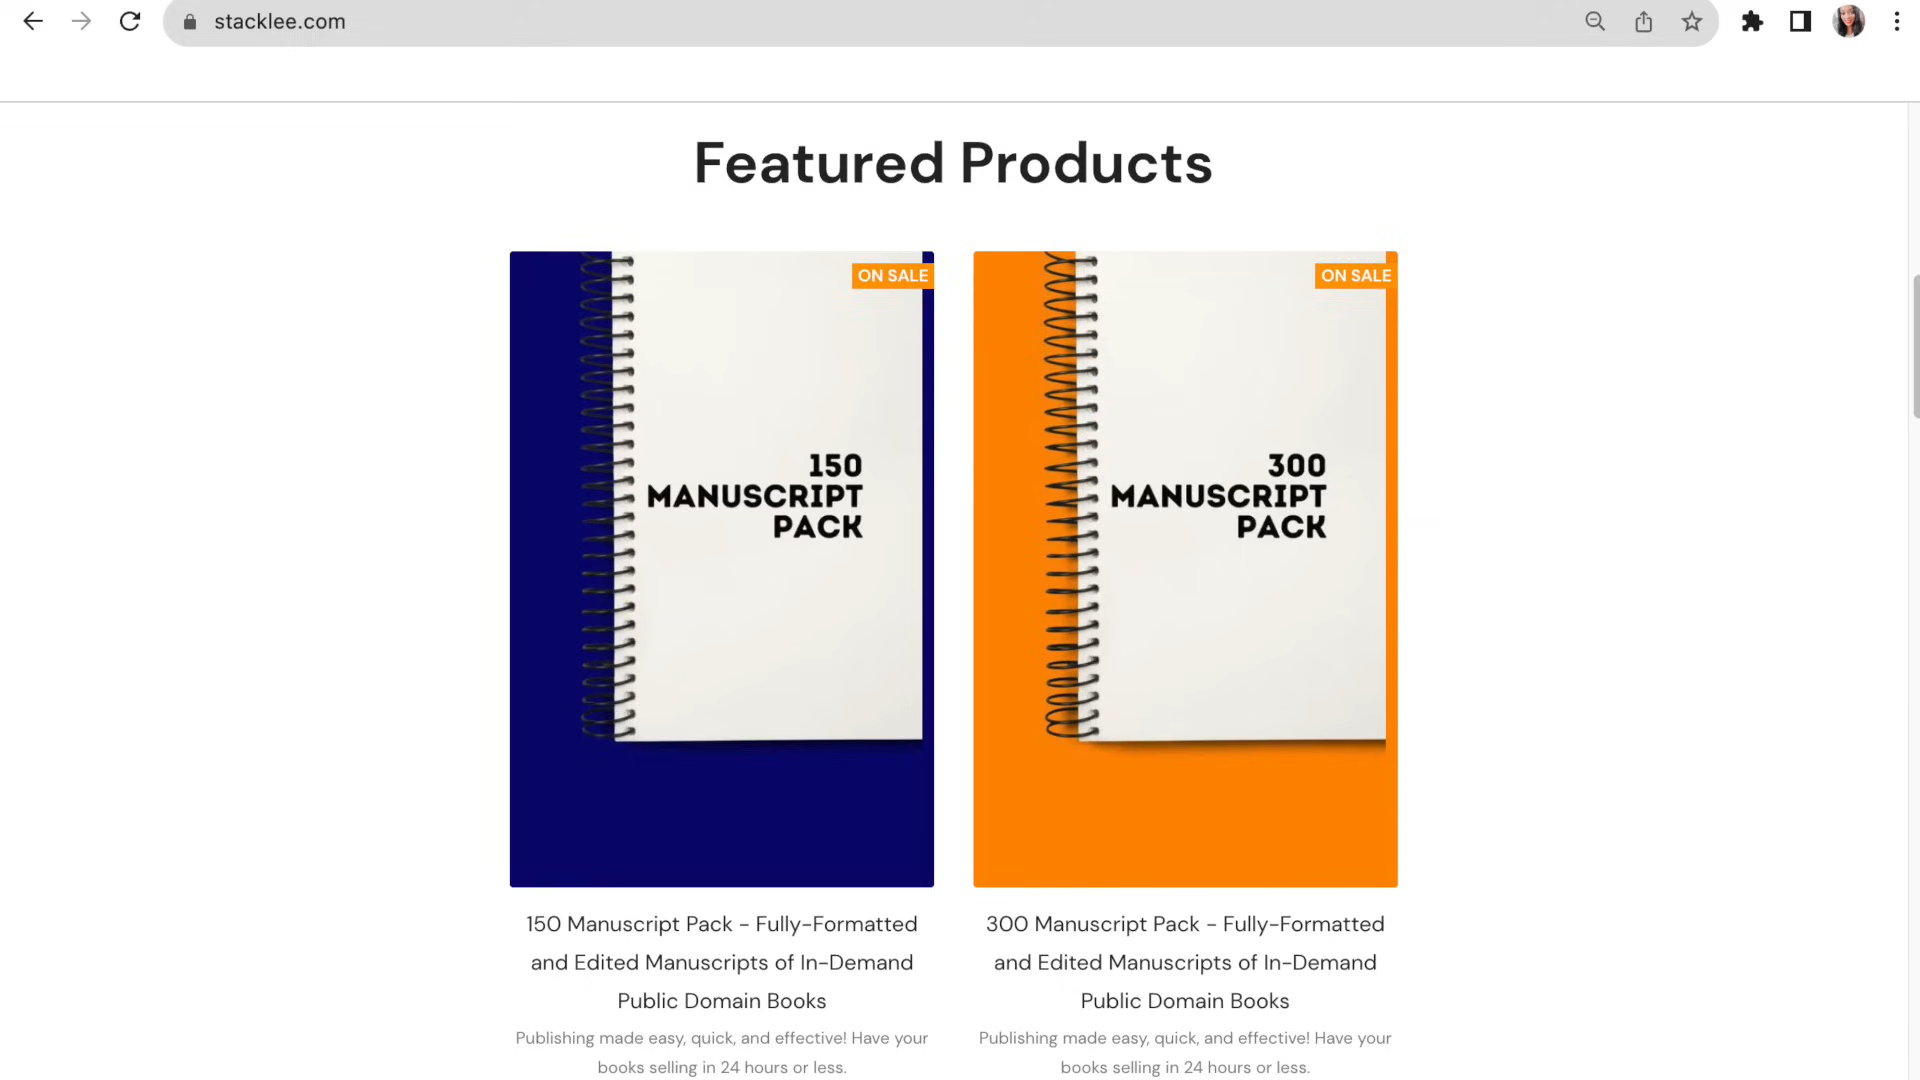 stacklee.com
Featured Products
ON SALE
150
MANUSCRIPT
PACK
150 Manuscript Pack - Fully-Formatted
and Edited Manuscripts of In-Demand
Public Domain Books
Publishing made easy, quick, and effective! Have your
books selling in 24 hours or less.
ON SALE
300
MANUSCRIPT
PACK
300 Manuscript Pack - Fully-Formatted
and Edited Manuscripts of In-Demand
Public Domain Books
Publishing made easy, quick, and effective! Have your
books selling in 24 hours or less.